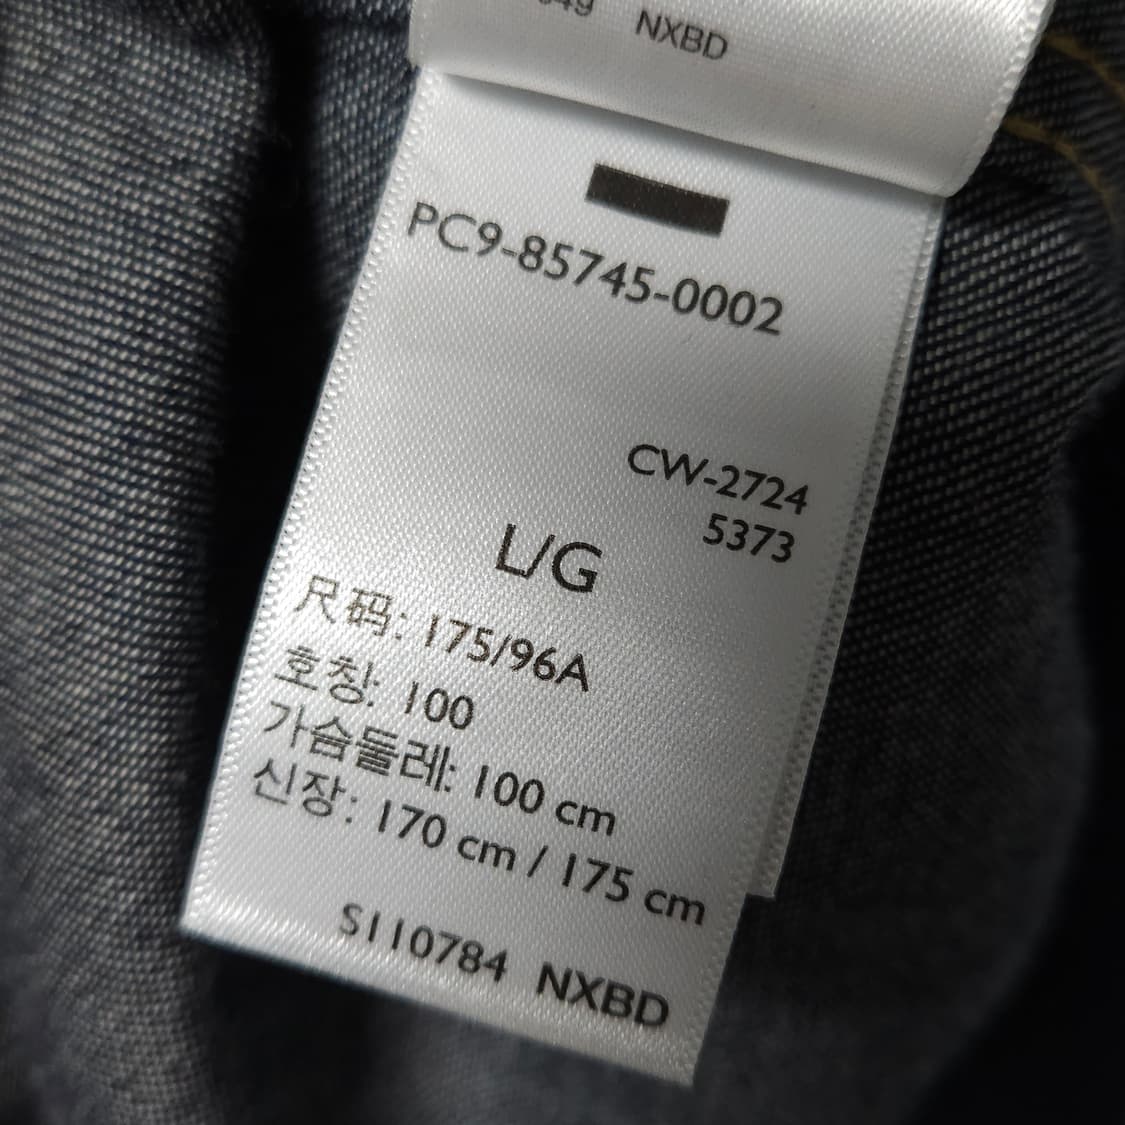 NXBD
PC9-85745-0002
CW-2724
5373
L/G
尺码: 175/96A
호칭: 100
가슴둘레: 100 cm
신장: 170 cm / 175 cm
S110784 NXBD